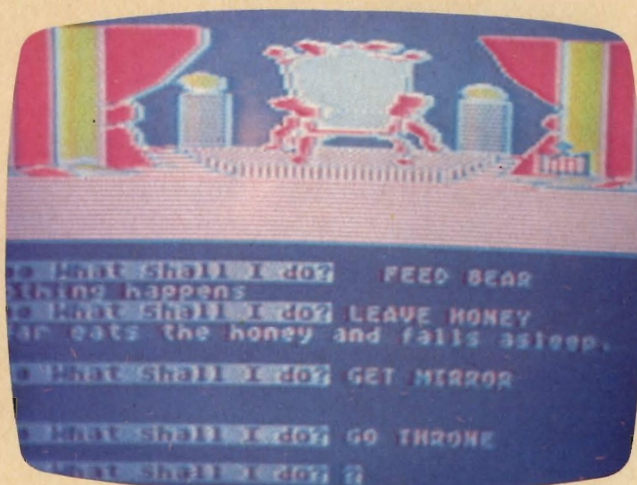 What Shall I do? FEED BEAR
thing happens
What Shall I do? LEAVE HONEY
ar eats the honey and falls asleep.
What Shall I do? GET MIRROR
What Shall I do? GO THRONE
What Shall I do?